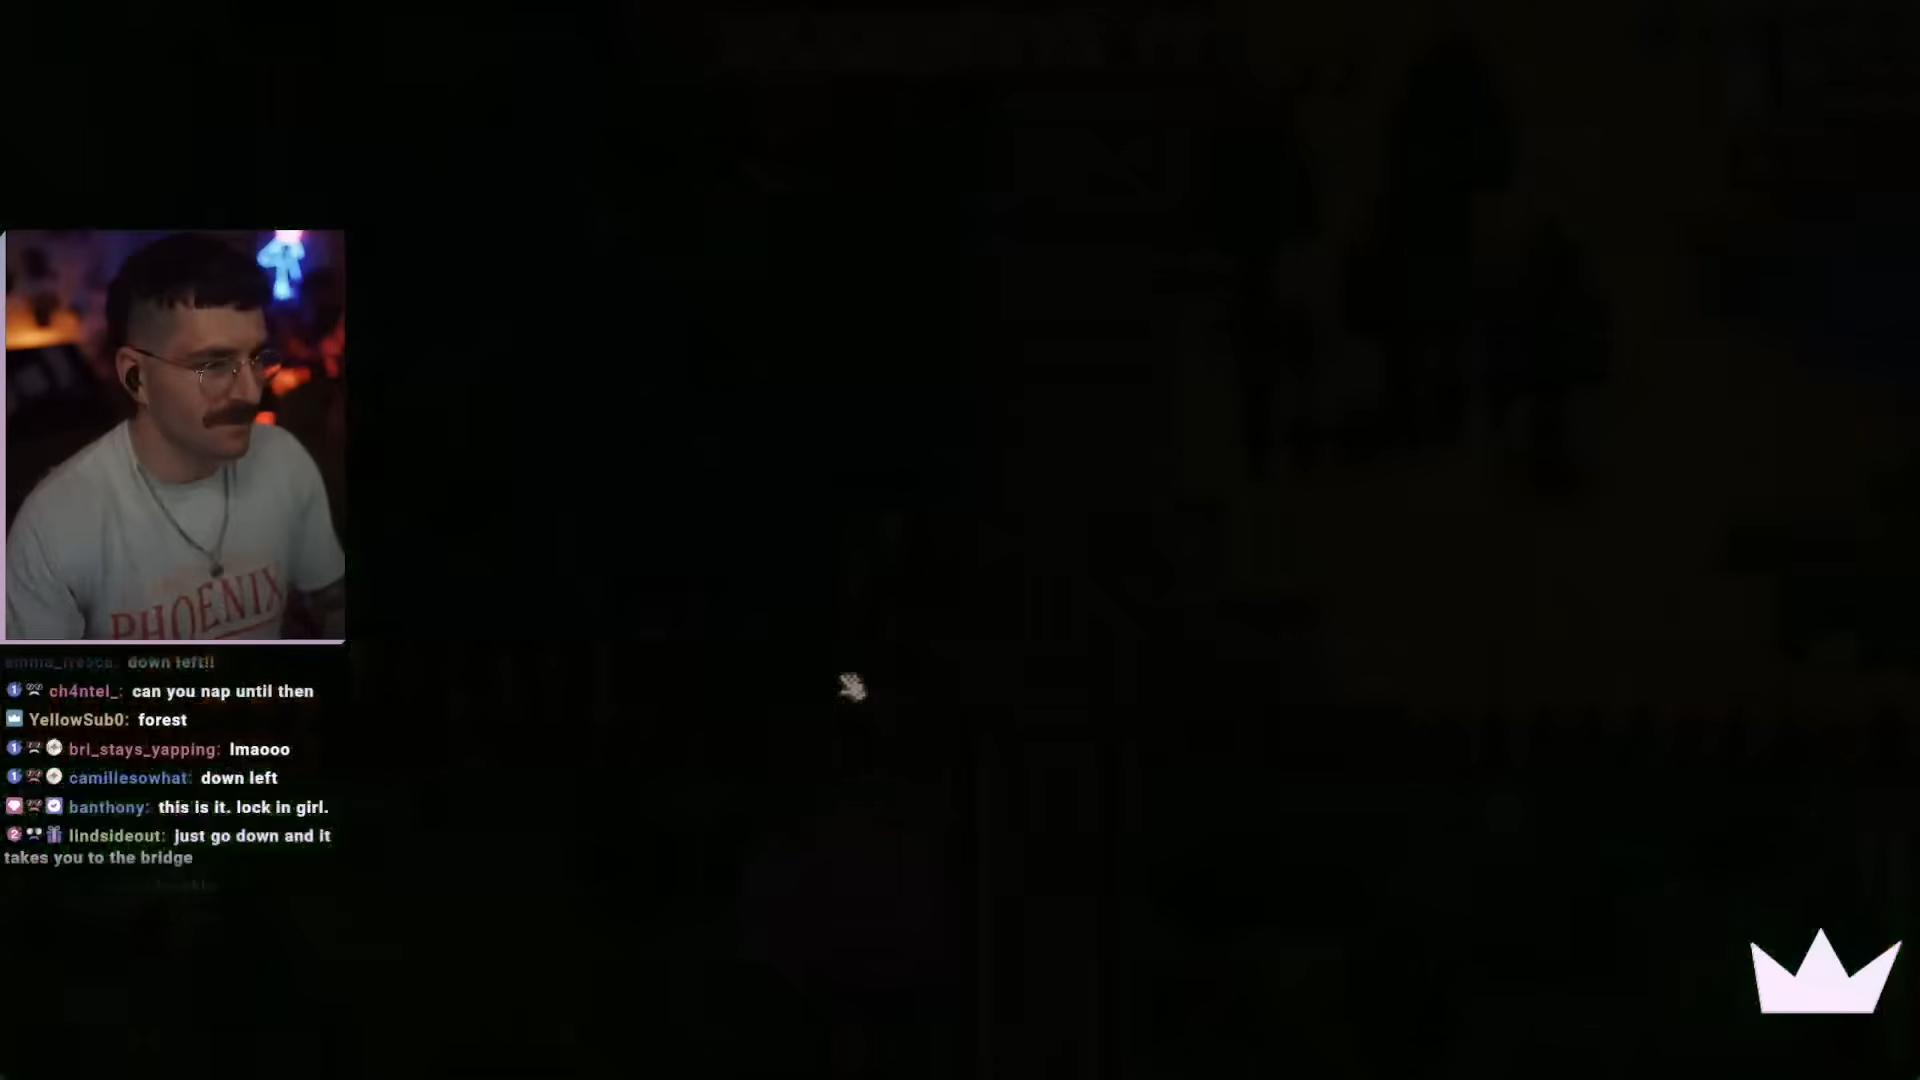 PHOENIX
down left!!
ch4ntel_: can you nap until then
YellowSub0: forest
bri_stays_yapping: lmaooo
camillesowhat: down left
banthony: this is it. lock in girl.
lindsideout: just go down and it
takes you to the bridge